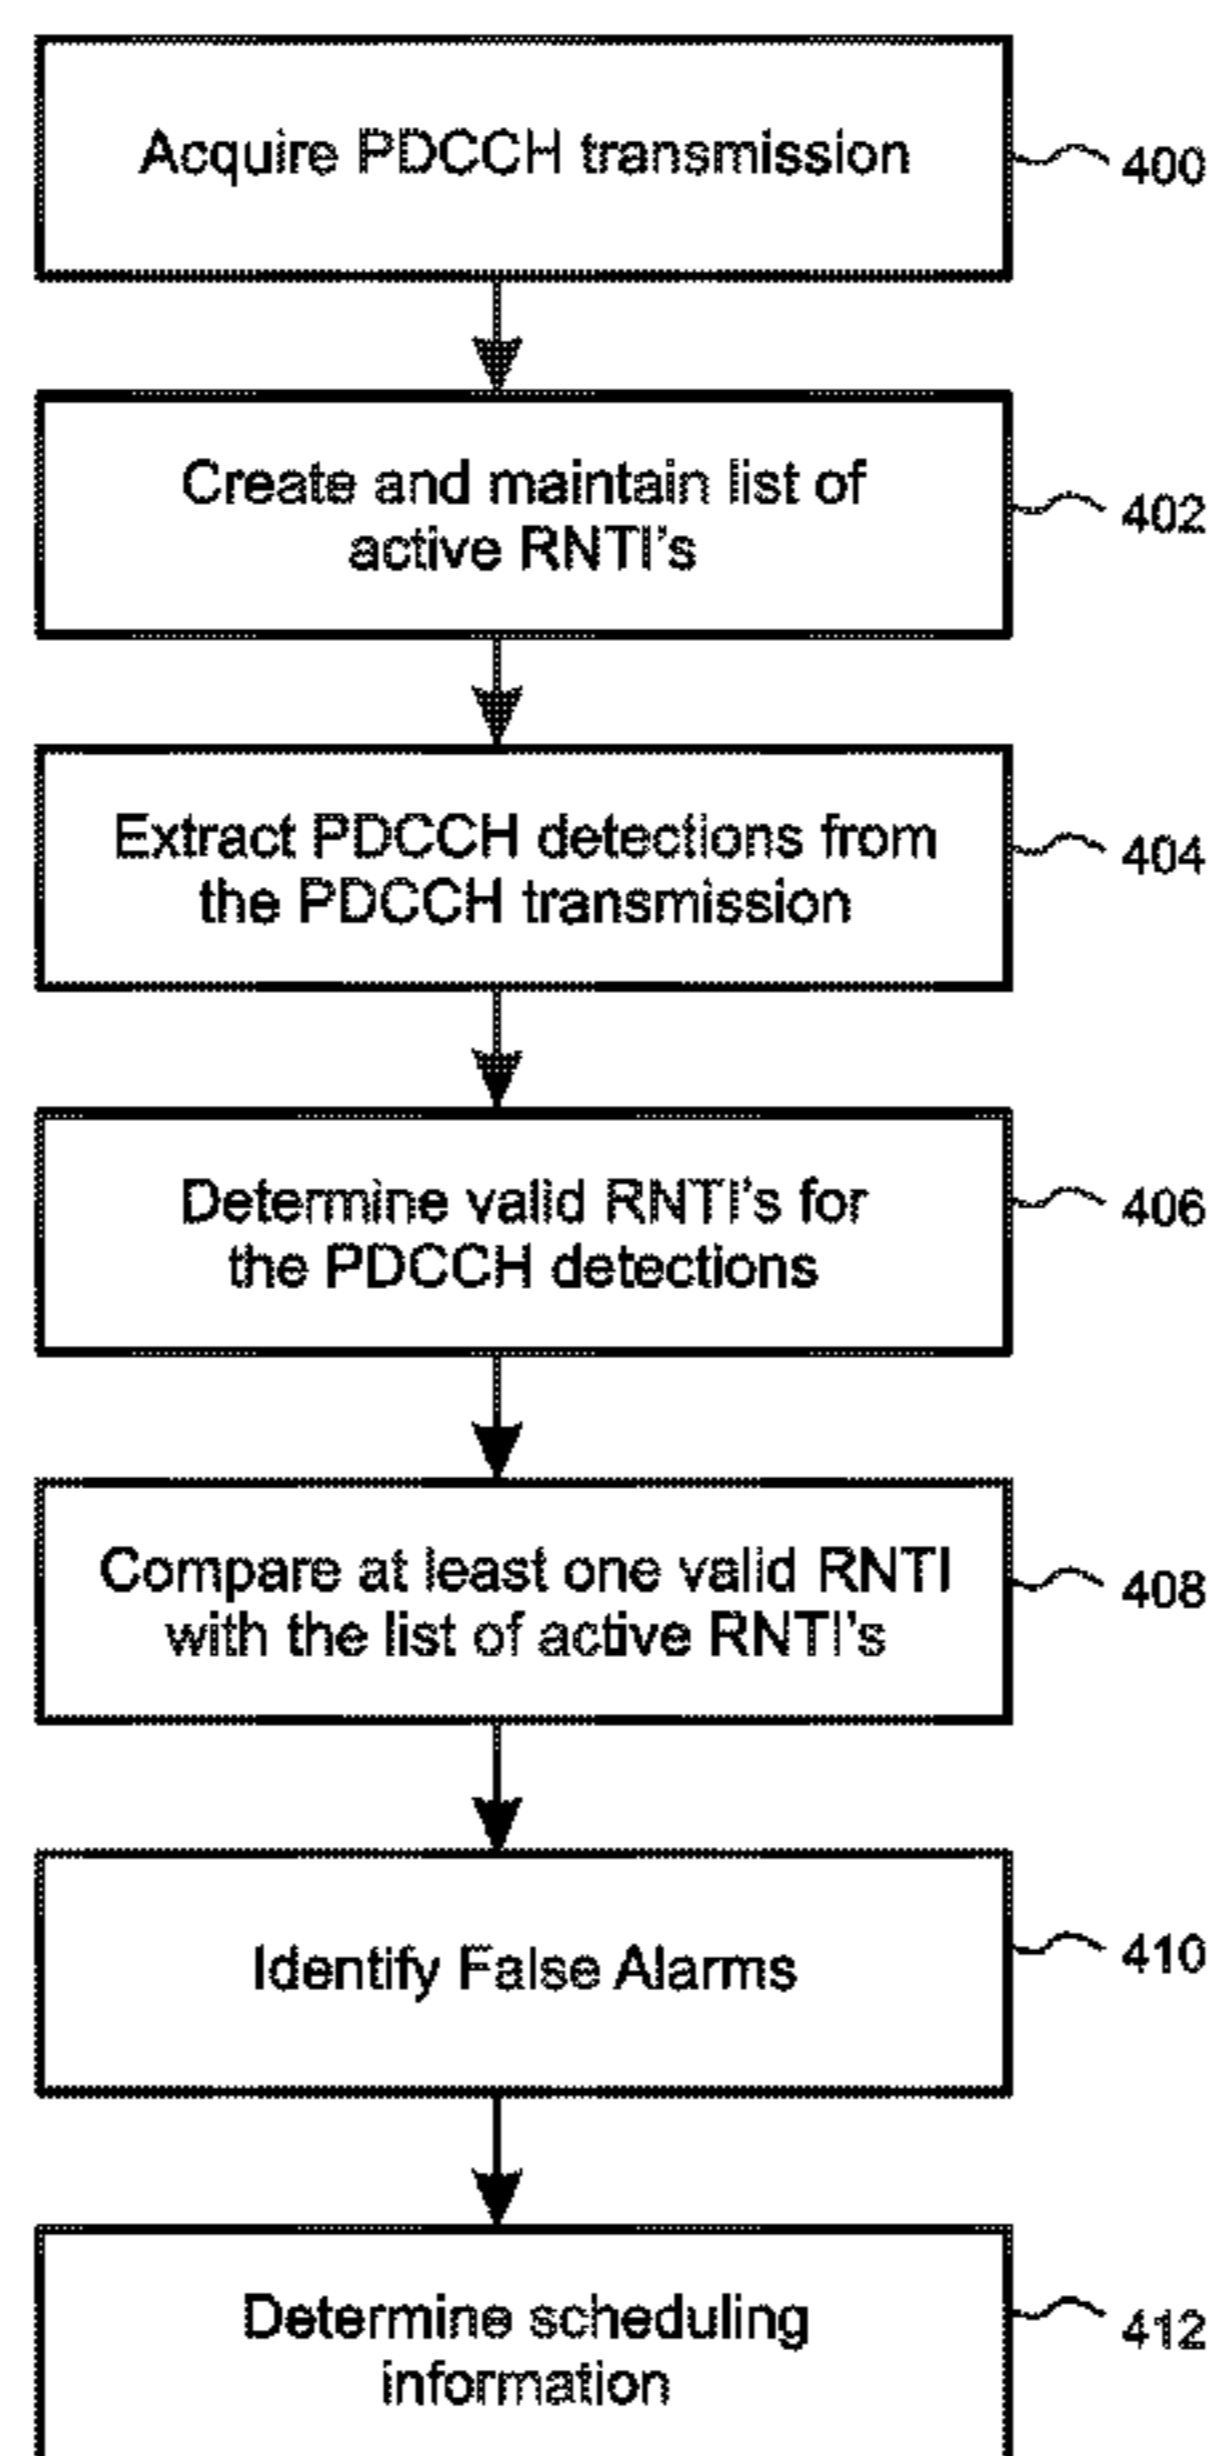 Acquire PDCCH transmission
400
Create and maintain list of
active RNTI's
402
Extract PDCCH detections from
the PDCCH transmission
404
Determine valid RNTI's for
the PDCCH detections
406
Compare at least one valid RNTI
with the list of active RNTI's
408
Identify False Alarms
410
Determine scheduling
information
412